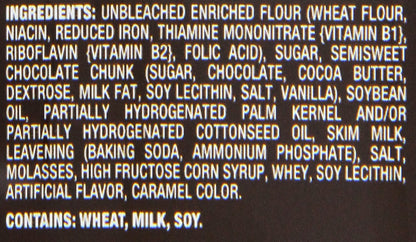 INGREDIENTS: UNBLEACHED ENRICHED FLOUR (WHEAT FLOUR,
NIACIN, REDUCED IRON, THIAMINE MONONITRATE {VITAMIN B1},
RIBOFLAVIN {VITAMIN B2}, FOLIC ACID), SUGAR, SEMISWEET
CHOCOLATE CHUNK (SUGAR, CHOCOLATE, COCOA BUTTER,
DEXTROSE, MILK FAT, SOY LECITHIN, SALT, VANILLA), SOYBEAN
OIL, PARTIALLY HYDROGENATED PALM KERNEL AND/OR
PARTIALLY HYDROGENATED COTTONSEED OIL, SKIM MILK,
LEAVENING (BAKING SODA, AMMONIUM PHOSPHATE), SALT,
MOLASSES, HIGH FRUCTOSE CORN SYRUP, WHEY, SOY LECITHIN,
ARTIFICIAL FLAVOR, CARAMEL COLOR.
CONTAINS: WHEAT, MILK, SOY.